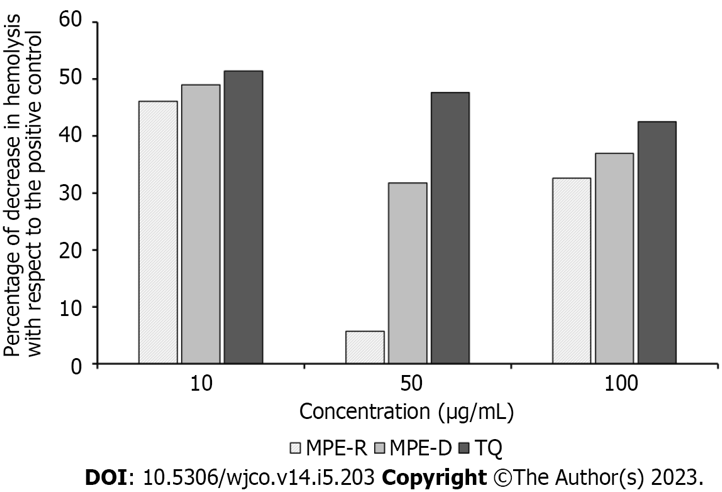 Percentage of decrease in hemolysis
with respect to the positive control
60
50
40
30
20
10
0
10 50 100
Concentration (µg/mL)
MPE-R MPE-D TQ
DOI: 10.5306/wjco.v14.i5.203 Copyright ©The Author(s) 2023.